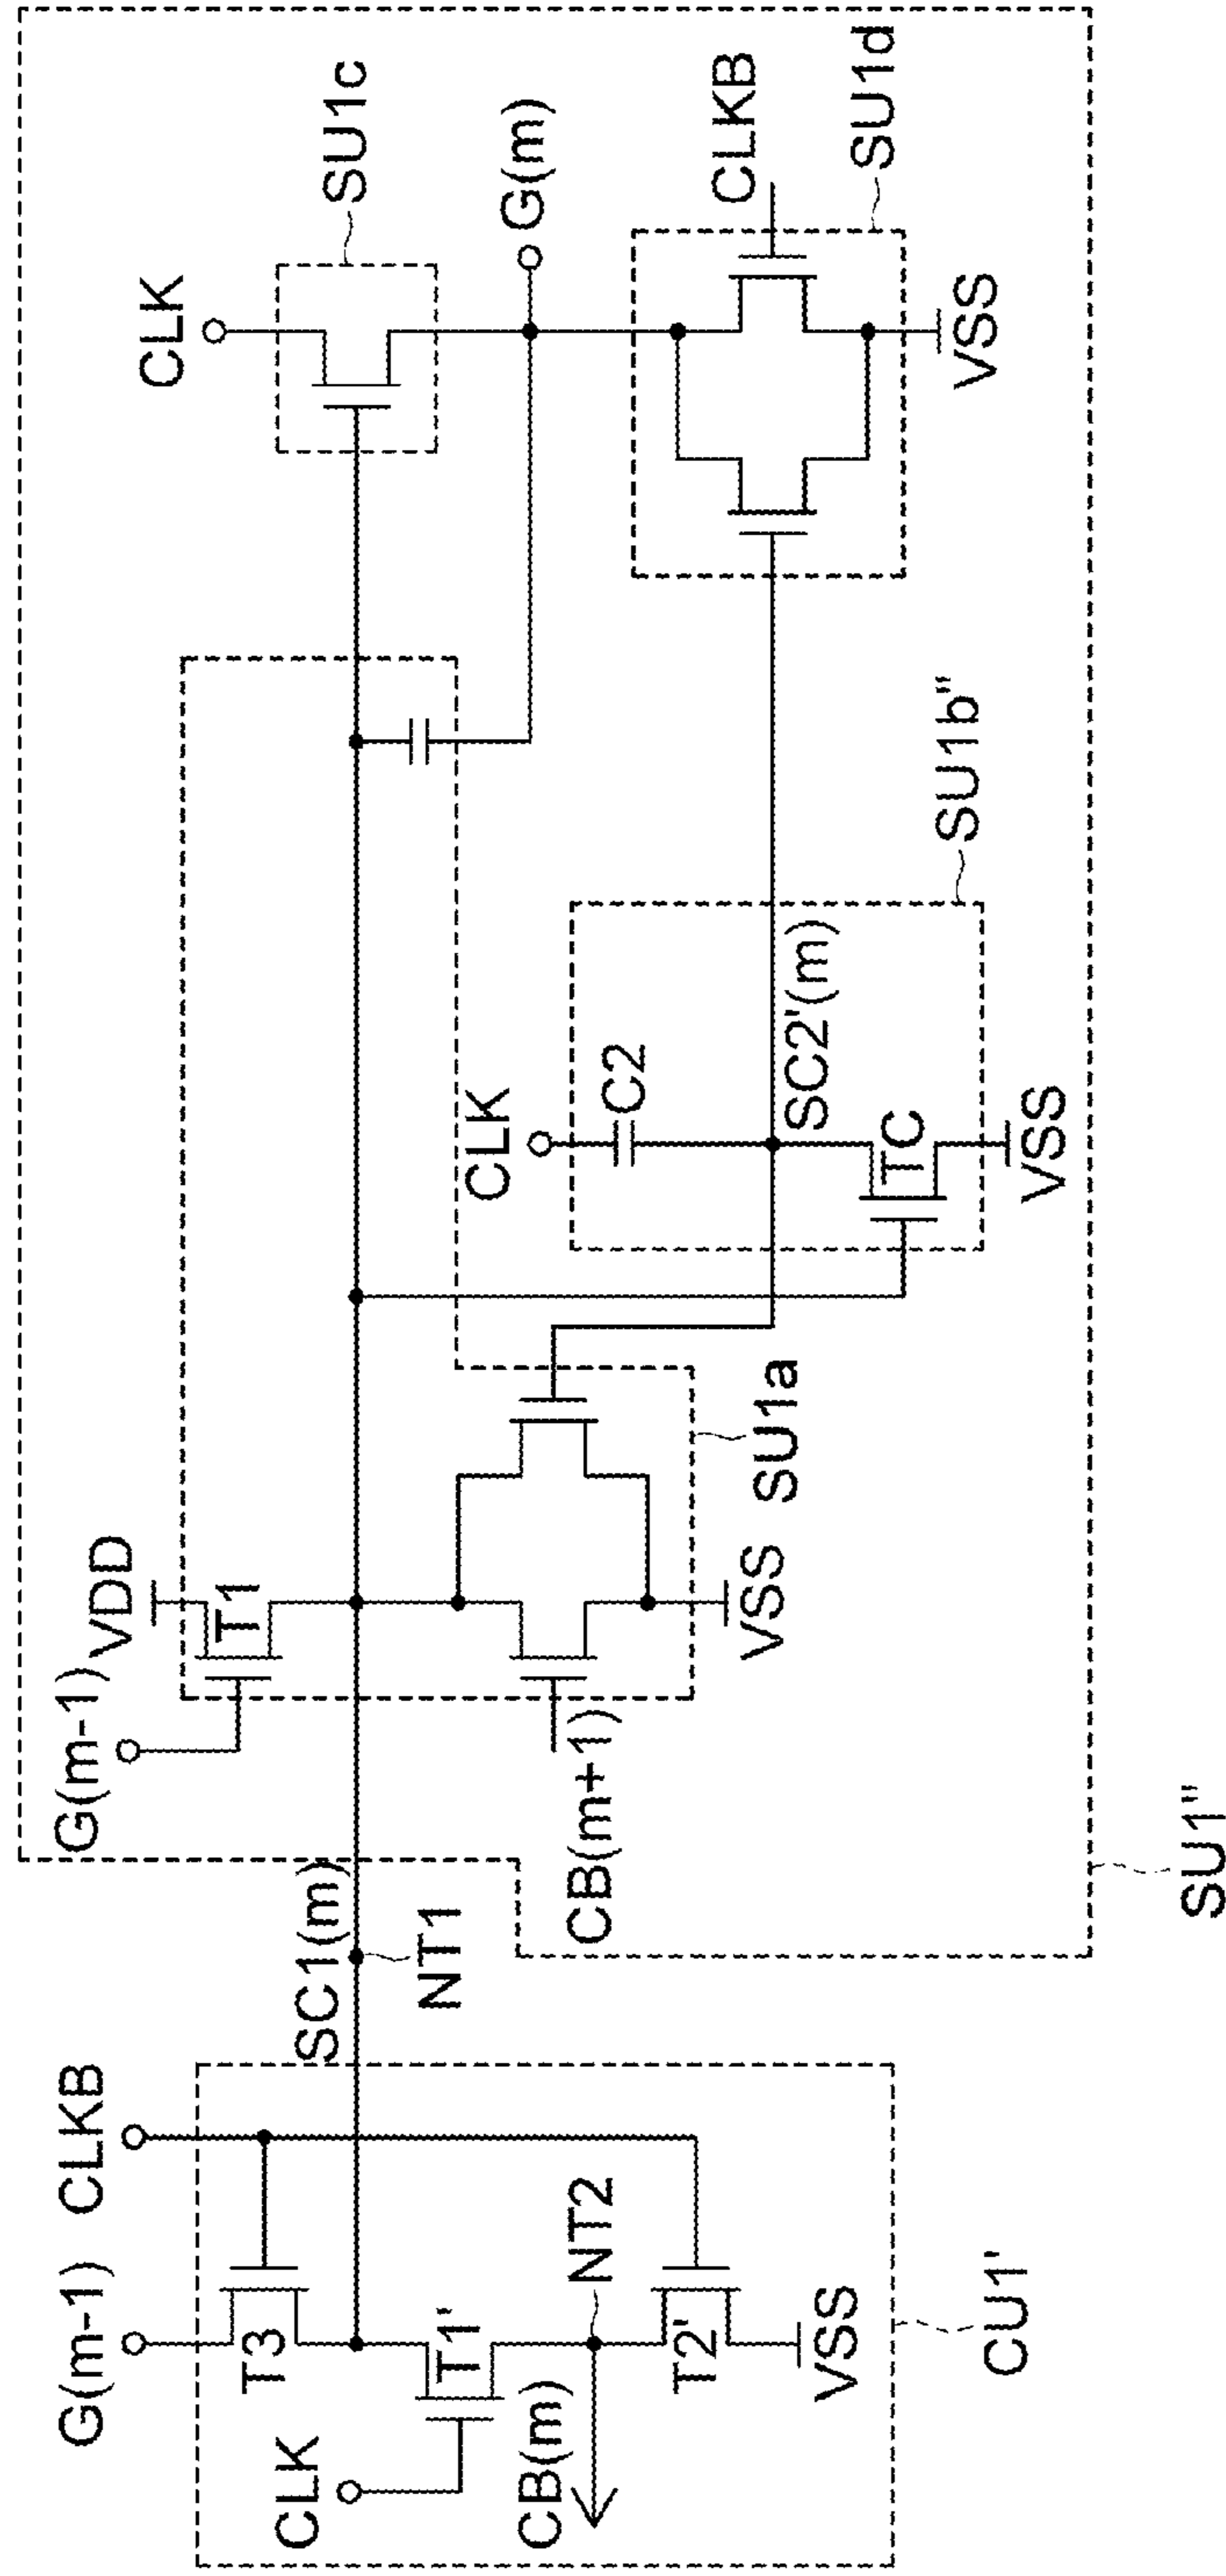 G(m-1)
CLKB
T3
CLK
T1'
CB(m)
NT2
T2'
VSS
CU1'
SC1(m)
NT1
G(m-1)
VDD
T1
CB(m+1)
VSS
SU1a
CLK
C2
SC2'(m)
TC
VSS
SU1b"
CLK
SU1c
G(m)
CLKB
SU1d
VSS
SU1"